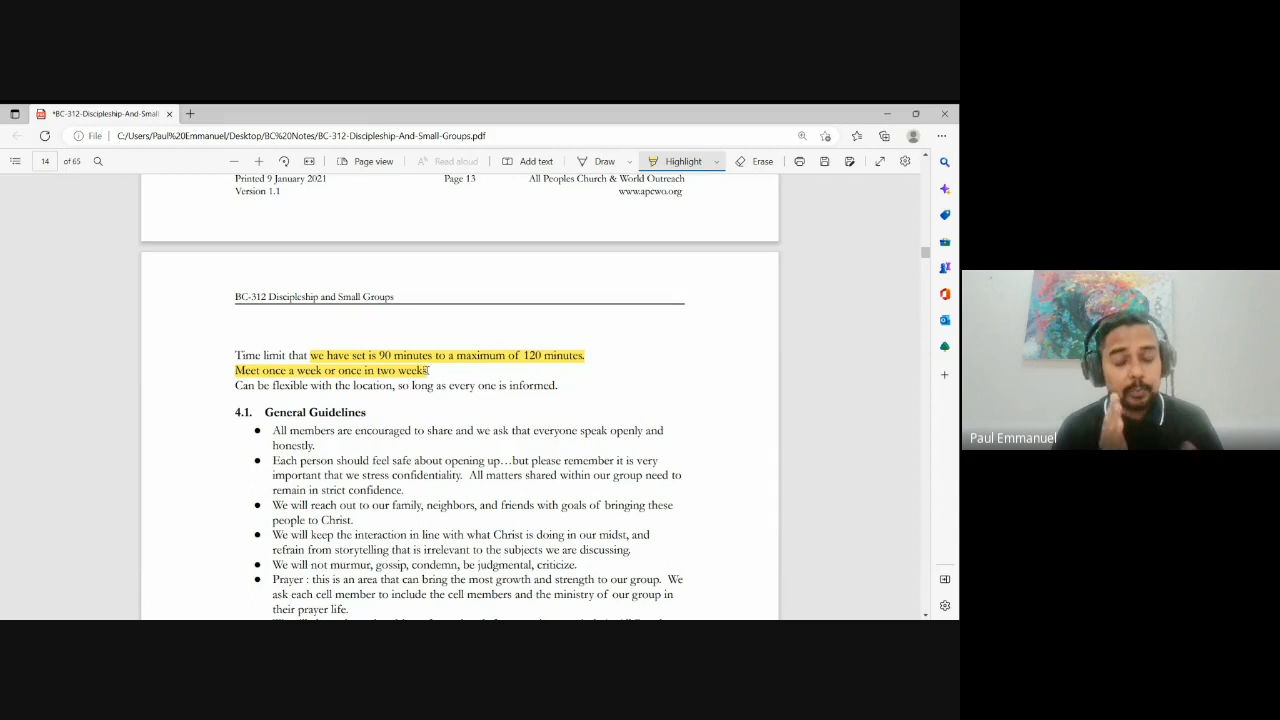 *BC-312-Discipleship-And-Small
File
C:/Users/Paul%20Emmanuel/Desktop/BC%20Notes/BC-312-Discipleship-And-Small-Groups.pdf
14 of 65
Page view
Read aloud
Add text
Draw
Highlight
Erase
Printed 9 January 2021 Page 13 All Peoples Church & World Outreach
Version 1.1 www.apcwo.org
BC-312 Discipleship and Small Groups
Time limit that we have set is 90 minutes to a maximum of 120 minutes.
Meet once a week or once in two weeks
Can be flexible with the location, so long as every one is informed.
4.1. General Guidelines
● All members are encouraged to share and we ask that everyone speak openly and
honestly.
● Each person should feel safe about opening up…but please remember it is very
important that we stress confidentiality. All matters shared within our group need to
remain in strict confidence.
● We will reach out to our family, neighbors, and friends with goals of bringing these
people to Christ.
● We will keep the interaction in line with what Christ is doing in our midst, and
refrain from storytelling that is irrelevant to the subjects we are discussing.
● We will not murmur, gossip, condemn, be judgmental, criticize.
● Prayer : this is an area that can bring the most growth and strength to our group. We
ask each cell member to include the cell members and the ministry of our group in
their prayer life.
Paul Emmanuel